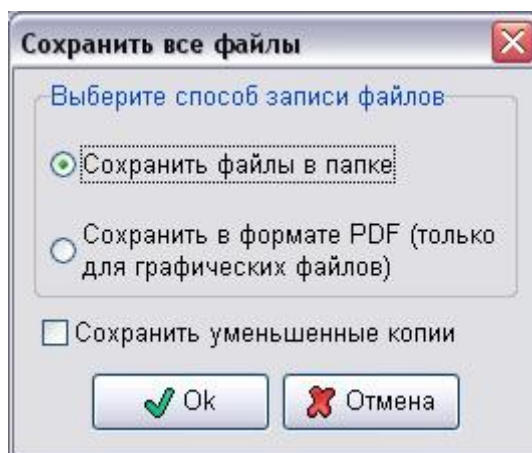 Сохранить все файлы
Выберите способ записи файлов
Сохранить файлы в папке
Сохранить в формате PDF (только
для графических файлов)
Сохранить уменьшенные копии
Ok
Отмена